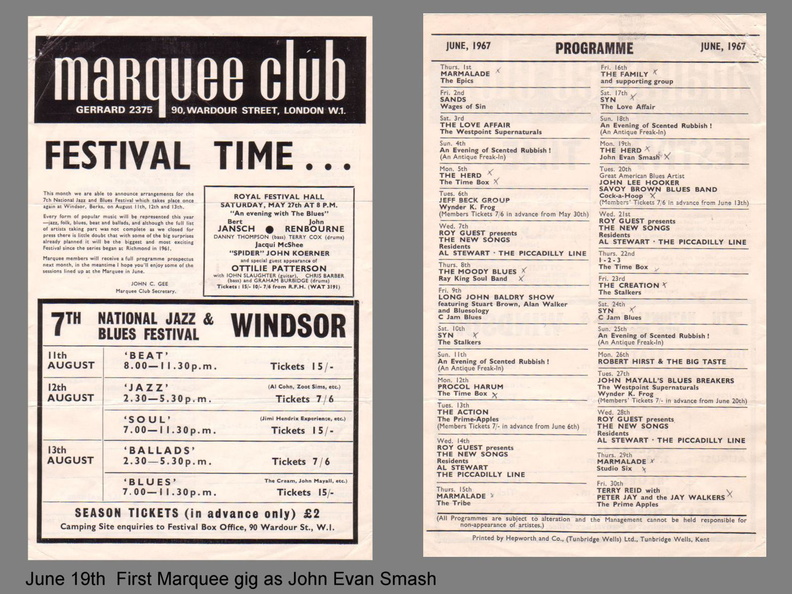 marquee club
GERRARD 2375 90, WARDOUR STREET, LONDON W.1.
FESTIVAL TIME...
This month we are able to announce arrangements for the
7th National Jazz and Blues Festival which takes place once
again at Windsor, Berks. on August 11th, 12th and 13th.
Every form of popular music will be represented this year
—jazz, folk, blues, beat and ballads, and although the full list
of artists taking part was not complete as we closed for
press there is little doubt that with some of the big surprises
already planned it will be the biggest and most exciting
Festival since the series began at Richmond in 1961.
Marquee members will receive a full programme prospectus
next month, in the meantime I hope you'll enjoy some of the
sessions lined up at the Marquee in June.
JOHN C. GEE
Marquee Club Secretary.
ROYAL FESTIVAL HALL
SATURDAY, MAY 27th AT 8 P.M.
"An evening with The Blues"
Bert John
JANSCH ● RENBOURNE
DANNY THOMPSON (bass) TERRY COX (drums)
Jacqui McShee
"SPIDER" JOHN KOERNER
and special guest appearance of
OTTILIE PATTERSON
with JOHN SLAUGHTER (guitar), CHRIS BARBER
(bass) and GRAHAM BURBIDGE (drums)
Tickets: 15/- 10/- 7/6 from R.F.H. (WAT 3191)
7TH NATIONAL JAZZ &
BLUES FESTIVAL WINDSOR
11th
AUGUST
'BEAT'
8.00—11.30p.m. Tickets 15/-
12th
AUGUST
'JAZZ' (Al Cohn, Zoot Sims, etc.)
2.30—5.30p.m. Tickets 7/6
'SOUL' (Jimi Hendrix Experience, etc.)
7.00—11.30p.m. Tickets 15/-
13th
AUGUST
'BALLADS'
2.30—5.30p.m. Tickets 7/6
'BLUES' (The Cream, John Mayall, etc.)
7.00—11.30p.m. Tickets 15/-
SEASON TICKETS (in advance only) £2
Camping Site enquiries to Festival Box Office, 90 Wardour St., W.I.
JUNE, 1967 PROGRAMME JUNE, 1967
Thurs. 1st
MARMALADE x
The Epics
Fri. 2nd
SANDS
Wages of Sin
Sat. 3rd
THE LOVE AFFAIR
The Westpoint Supernaturals
Sun. 4th
An Evening of Scented Rubbish!
(An Antique Freak-In)
Mon. 5th
THE HERD x
The Time Box x
Tues. 6th
JEFF BECK GROUP
Wynder K. Frog
(Members Tickets 7/6 in advance from May 30th)
Wed. 7th
ROY GUEST presents
THE NEW SONGS
Residents
AL STEWART · THE PICCADILLY LINE
Thurs. 8th
THE MOODY BLUES x
Ray King Soul Band x
Fri. 9th
LONG JOHN BALDRY SHOW
featuring Stuart Brown, Alan Walker
and Bluesology
C Jam Blues
Sat. 10th
SYN x
The Stalkers
Sun. 11th
An Evening of Scented Rubbish!
(An Antique Freak-In)
Mon. 12th
PROCOL HARUM
The Time Box x
Tues. 13th
THE ACTION
The Prime-Apples
(Members Tickets 7/- in advance from June 6th)
Wed. 14th
ROY GUEST presents
THE NEW SONGS
Residents
AL STEWART
THE PICCADILLY LINE
Thurs. 15th
MARMALADE x
The Tribe
Fri. 16th
THE FAMILY x
and supporting group
Sat. 17th
SYN x
The Love Affair
Sun. 18th
An Evening of Scented Rubbish!
(An Antique Freak-In)
Mon. 19th
THE HERD x
John Evan Smash x
Tues. 20th
Great American Blues Artist
JOHN LEE HOOKER
SAVOY BROWN BLUES BAND
Cock-a-Hoop x
(Members' Tickets 7/6 in advance from June 13th)
Wed. 21st
ROY GUEST presents
THE NEW SONGS
Residents
AL STEWART · THE PICCADILLY LINE
Thurs. 22nd
1-2-3
The Time Box
Fri. 23rd
THE CREATION x
The Stalkers
Sat. 24th
SYN x
C Jam Blues
Sun. 25th
An Evening of Scented Rubbish!
(An Antique Freak-In)
Mon. 26th
ROBERT HIRST & THE BIG TASTE
Tues. 27th
JOHN MAYALL'S BLUES BREAKERS
The Westpoint Supernaturals
Wynder K. Frog
(Members' Tickets 7/- in advance from June 20th)
Wed. 28th
ROY GUEST presents
THE NEW SONGS
Residents
AL STEWART · THE PICCADILLY LINE
Thurs. 29th
MARMALADE x
Studio Six x
Fri. 30th
TERRY REID with
PETER JAY and the JAY WALKERS x
The Prime Apples
(All Programmes are subject to alteration and the Management cannot be held responsible for
non-appearance of artistes.)
Printed by Hepworth and Co., (Tunbridge Wells) Ltd., Tunbridge Wells, Kent
June 19th First Marquee gig as John Evan Smash